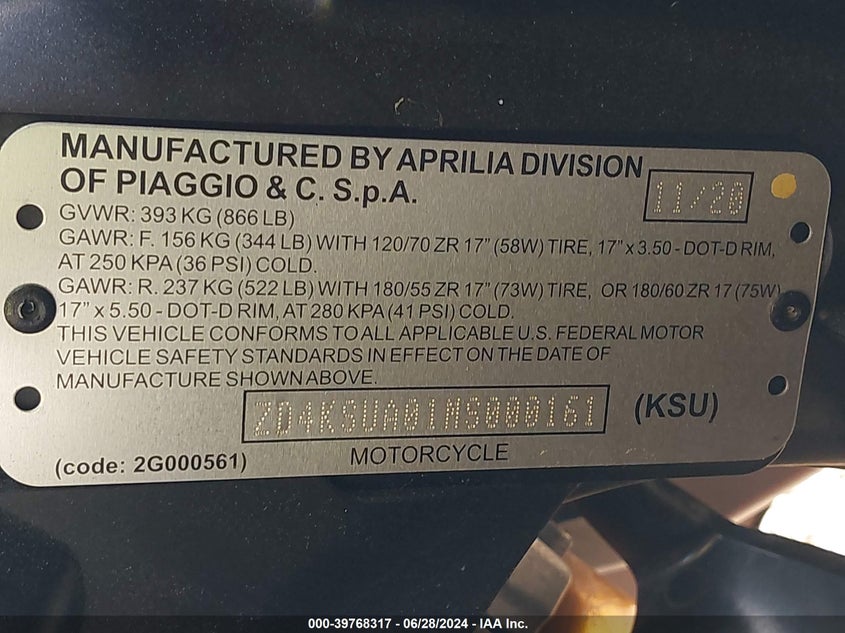 MANUFACTURED BY APRILIA DIVISION
OF PIAGGIO & C. S.p.A.
11/20
GVWR: 393 KG (866 LB)
GAWR: F. 156 KG (344 LB) WITH 120/70 ZR 17" (58W) TIRE, 17" x 3.50 - DOT-D RIM,
AT 250 KPA (36 PSI) COLD.
GAWR: R. 237 KG (522 LB) WITH 180/55 ZR 17" (73W) TIRE, OR 180/60 ZR 17 (75W)
17" x 5.50 - DOT-D RIM, AT 280 KPA (41 PSI) COLD.
THIS VEHICLE CONFORMS TO ALL APPLICABLE U.S. FEDERAL MOTOR
VEHICLE SAFETY STANDARDS IN EFFECT ON THE DATE OF
MANUFACTURE SHOWN ABOVE.
ZD4KSUA01MS000161 (KSU)
(code: 2G000561) MOTORCYCLE
000-39768317 - 06/28/2024 - IAA Inc.